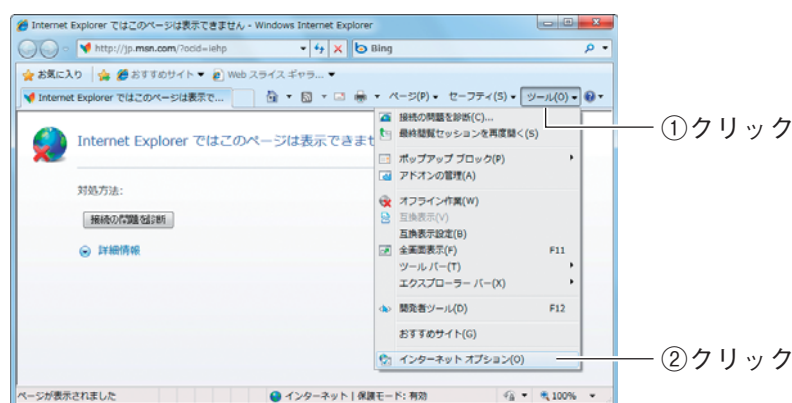 Internet Explorer ではこのページは表示できません - Windows Internet Explorer
http://jp.msn.com/?ocid=iehp
Bing
お気に入り
おすすめサイト ▼
Web スライス ギャラ... ▼
Internet Explorer ではこのページは表示で...
ページ(P) ▼ セーフティ(S) ▼ ツール(O) ▼
①クリック
Internet Explorer ではこのページは表示できませ
対処方法:
接続の問題を診断
詳細情報
接続の問題を診断(C)...
最終閲覧セッションを再度開く(S)
ポップアップ ブロック(P)
アドオンの管理(A)
オフライン作業(W)
互換表示(V)
互換表示設定(B)
全画面表示(F) F11
ツール バー(T)
エクスプローラー バー(X)
開発者ツール(D) F12
おすすめサイト(G)
インターネット オプション(O)
②クリック
ページが表示されました
インターネット | 保護モード: 有効
100%